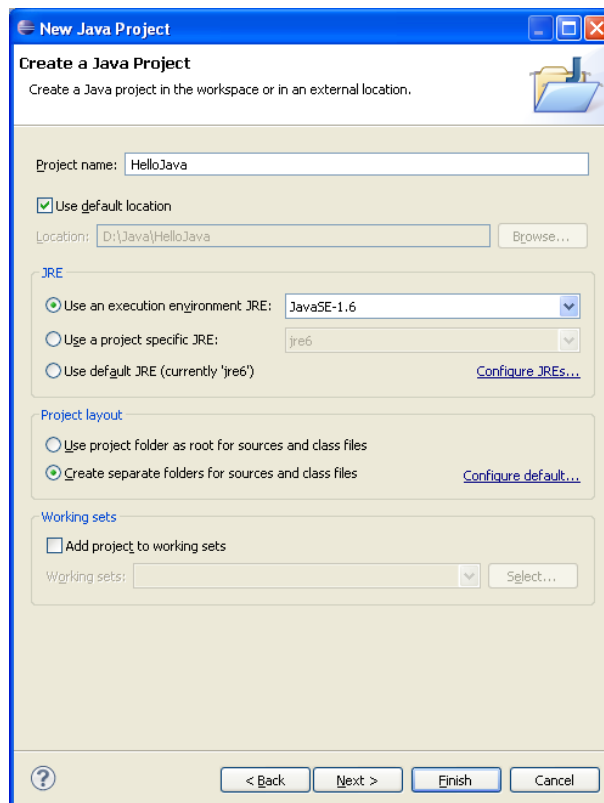 New Java Project
Create a Java Project
Create a Java project in the workspace or in an external location.
Project name: HelloJava
Use default location
Location: D:\Java\HelloJava Browse...
JRE
Use an execution environment JRE: JavaSE-1.6
Use a project specific JRE: jre6
Use default JRE (currently 'jre6') Configure JREs...
Project layout
Use project folder as root for sources and class files
Create separate folders for sources and class files Configure default...
Working sets
Add project to working sets
Working sets: Select...
? < Back Next > Finish Cancel